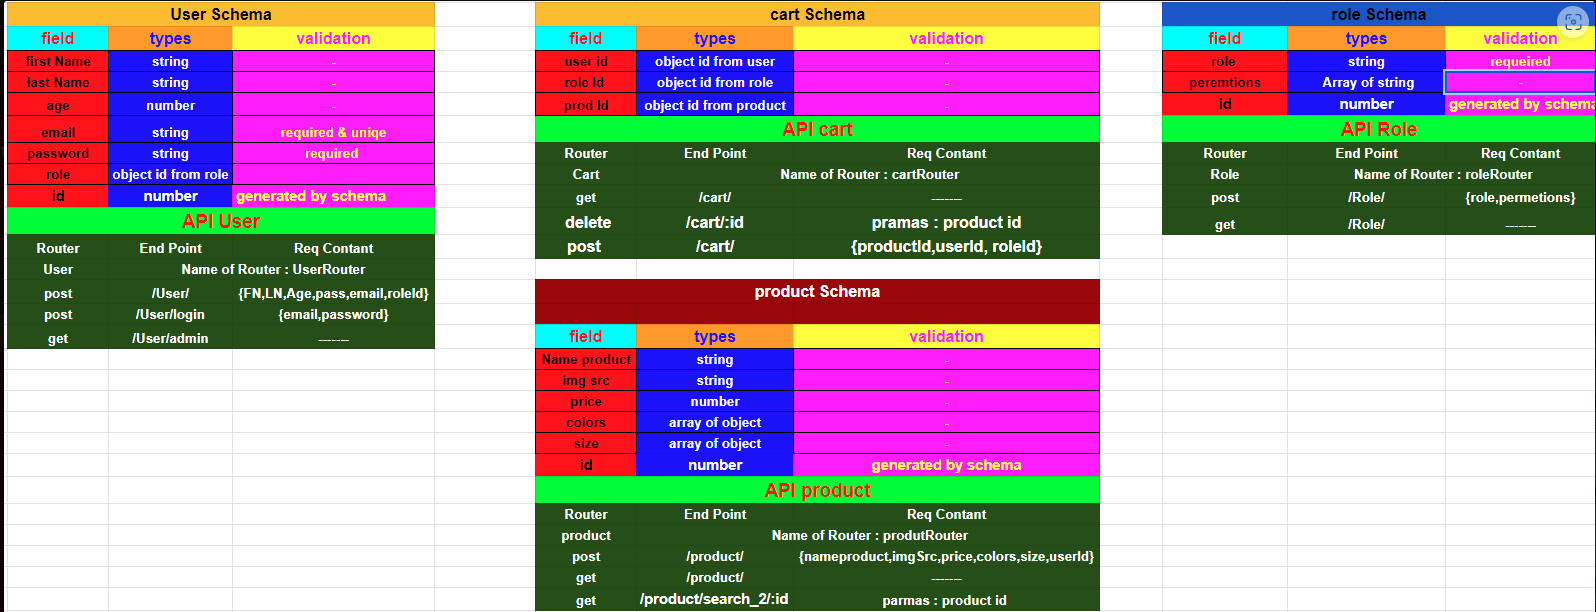 User Schema
field types validation
first Name string -
last Name string -
age number -
email string required & uniqe
password string required
role object id from role
id number generated by schema
API User
Router End Point Req Contant
User Name of Router : UserRouter
post /User/ {FN,LN,Age,pass,email,roleId}
post /User/login {email,password}
get /User/admin -------
cart Schema
field types validation
user id object id from user -
role Id object id from role -
prod Id object id from product -
API cart
Router End Point Req Contant
Cart Name of Router : cartRouter
get /cart/ -------
delete /cart/:id pramas : product id
post /cart/ {productId,userId, roleId}
product Schema
field types validation
Name product string -
img src string -
price number -
colors array of object -
size array of object -
id number generated by schema
API product
Router End Point Req Contant
product Name of Router : produtRouter
post /product/ {nameproduct,imgSrc,price,colors,size,userId}
get /product/ -------
get /product/search_2/:id parmas : product id
role Schema
field types validation
role string requeired
peremtions Array of string -
id number generated by schema
API Role
Router End Point Req Contant
Role Name of Router : roleRouter
post /Role/ {role,permetions}
get /Role/ -------